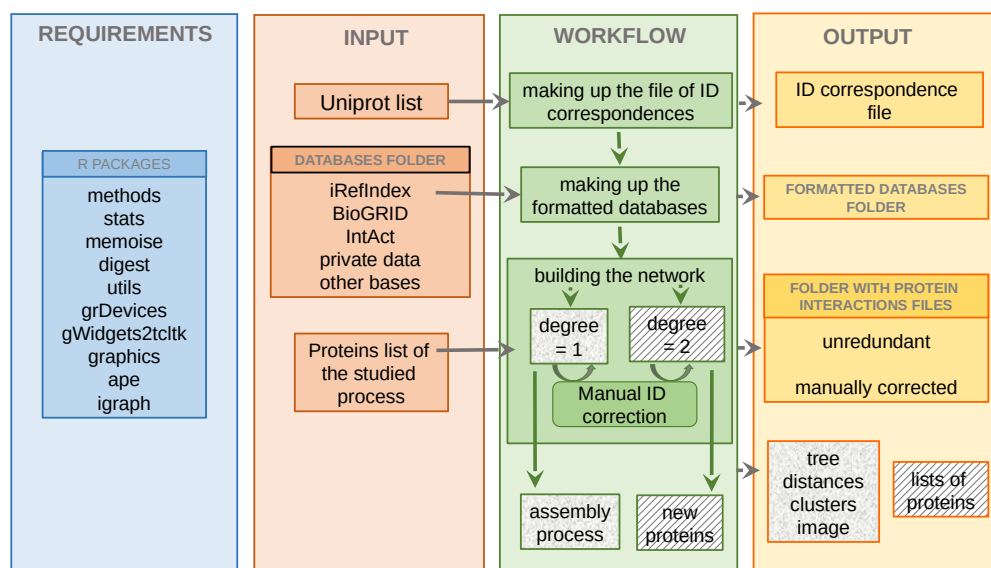 REQUIREMENTS
R PACKAGES
methods
stats
memoise
digest
utils
grDevices
gWidgets2tcltk
graphics
ape
igraph
INPUT
Uniprot list
DATABASES FOLDER
iRefIndex
BioGRID
IntAct
private data
other bases
Proteins list of
the studied
process
WORKFLOW
making up the file of ID
correspondences
making up the
formatted databases
building the network
degree
= 1
degree
= 2
Manual ID
correction
assembly
process
new
proteins
OUTPUT
ID correspondence
file
FORMATTED DATABASES
FOLDER
FOLDER WITH PROTEIN
INTERACTIONS FILES
unredundant
manually corrected
tree
distances
clusters
image
lists of
proteins